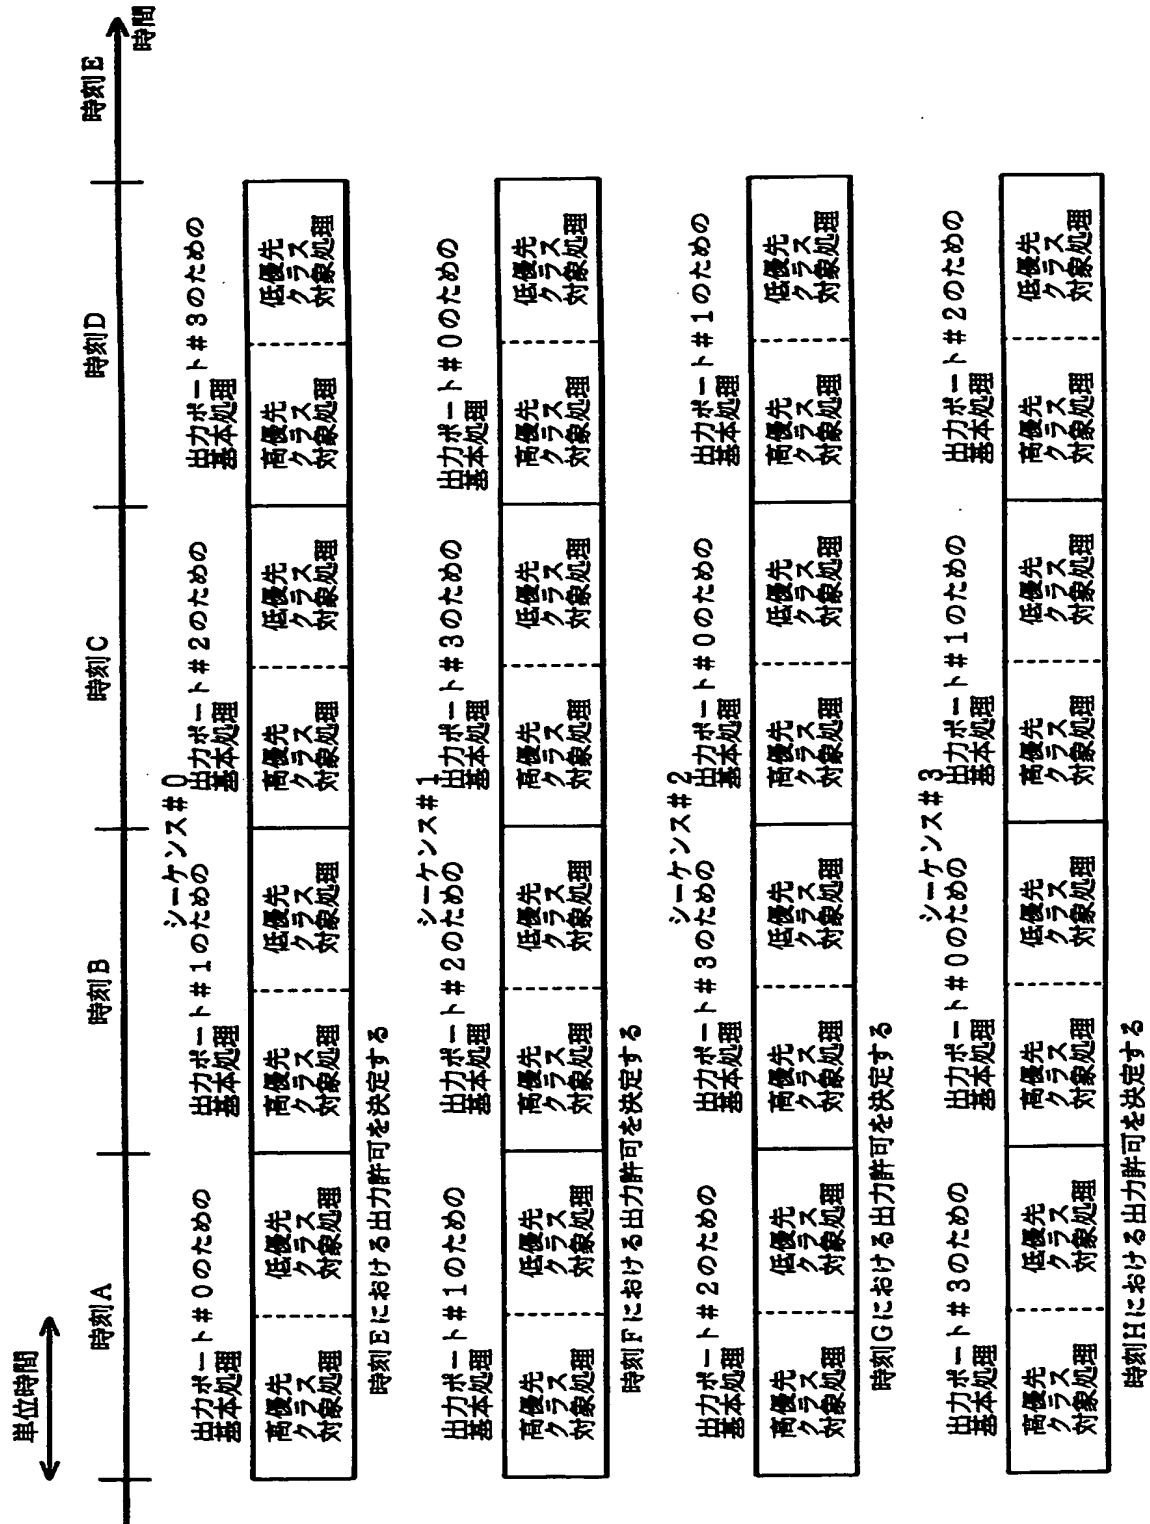 単位時間
時刻A
時刻B
時刻C
時刻D
時刻E
時間
シーケンス#0
出力ポート#0のための
基本処理
出力ポート#1のための
基本処理
出力ポート#2のための
基本処理
出力ポート#3のための
基本処理
高優先
クラス
対象処理
低優先
クラス
対象処理
高優先
クラス
対象処理
低優先
クラス
対象処理
高優先
クラス
対象処理
低優先
クラス
対象処理
高優先
クラス
対象処理
低優先
クラス
対象処理
時刻Eにおける出力許可を決定する
シーケンス#1
出力ポート#1のための
基本処理
出力ポート#2のための
基本処理
出力ポート#3のための
基本処理
出力ポート#0のための
基本処理
高優先
クラス
対象処理
低優先
クラス
対象処理
高優先
クラス
対象処理
低優先
クラス
対象処理
高優先
クラス
対象処理
低優先
クラス
対象処理
高優先
クラス
対象処理
低優先
クラス
対象処理
時刻Fにおける出力許可を決定する
シーケンス#2
出力ポート#2のための
基本処理
出力ポート#3のための
基本処理
出力ポート#0のための
基本処理
出力ポート#1のための
基本処理
高優先
クラス
対象処理
低優先
クラス
対象処理
高優先
クラス
対象処理
低優先
クラス
対象処理
高優先
クラス
対象処理
低優先
クラス
対象処理
高優先
クラス
対象処理
低優先
クラス
対象処理
時刻Gにおける出力許可を決定する
シーケンス#3
出力ポート#3のための
基本処理
出力ポート#0のための
基本処理
出力ポート#1のための
基本処理
出力ポート#2のための
基本処理
高優先
クラス
対象処理
低優先
クラス
対象処理
高優先
クラス
対象処理
低優先
クラス
対象処理
高優先
クラス
対象処理
低優先
クラス
対象処理
高優先
クラス
対象処理
低優先
クラス
対象処理
時刻Hにおける出力許可を決定する